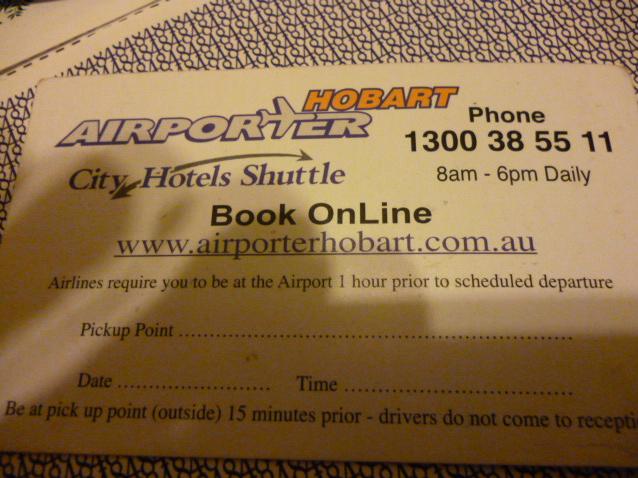 HOBART
AIRPORTER
City Hotels Shuttle
Phone
1300 38 55 11
8am - 6pm Daily
Book OnLine
www.airporterhobart.com.au
Airlines require you to be at the Airport 1 hour prior to scheduled departure
Pickup Point ................................................................
Date .......................... Time .......................................
Be at pick up point (outside) 15 minutes prior - drivers do not come to recepti